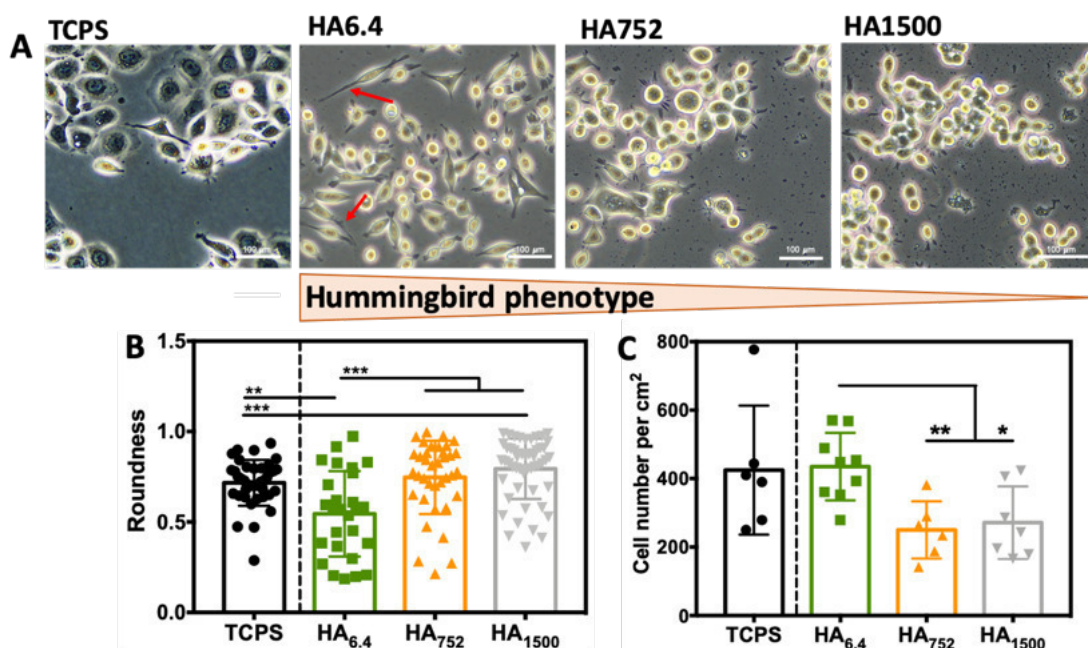 TCPS HA6.4 HA752 HA1500
A
100 µm 100 µm 100 µm 100 µm
Hummingbird phenotype
B
1.5
1.0
0.5
0.0
Roundness
***
**
***
TCPS HA6.4 HA752 HA1500
C
800
600
400
200
0
Cell number per cm2
** *
TCPS HA6.4 HA752 HA1500